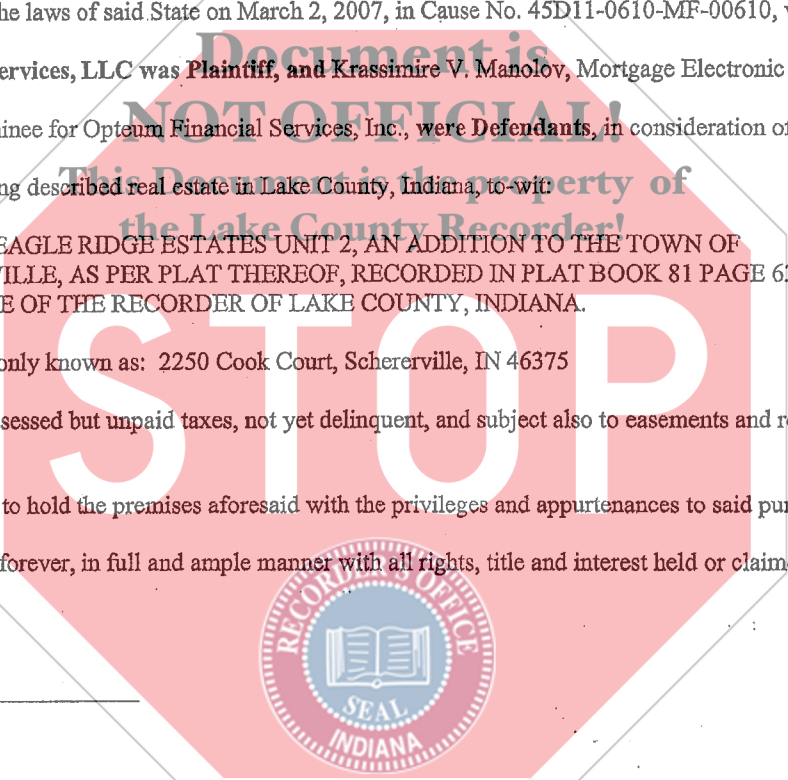 he laws of said State on March 2, 2007, in Cause No. 45D11-0610-MF-00610,
Document is
ervices, LLC was Plaintiff, and Krassimire V. Manolov, Mortgage Electronic
NOT OFFICIAL!
inee for Opteum Financial Services, Inc., were Defendants, in consideration of
This Document is the property of
ng described real estate in Lake County, Indiana, to-wit:
the Lake County Recorder!
EAGLE RIDGE ESTATES UNIT 2, AN ADDITION TO THE TOWN OF
VILLE, AS PER PLAT THEREOF, RECORDED IN PLAT BOOK 81 PAGE 6
E OF THE RECORDER OF LAKE COUNTY, INDIANA.
STOP
only known as: 2250 Cook Court, Schererville, IN 46375
sessed but unpaid taxes, not yet delinquent, and subject also to easements and r
to hold the premises aforesaid with the privileges and appurtenances to said pu
forever, in full and ample manner with all rights, title and interest held or claim
RECORDER'S OFFICE
SEAL
INDIANA